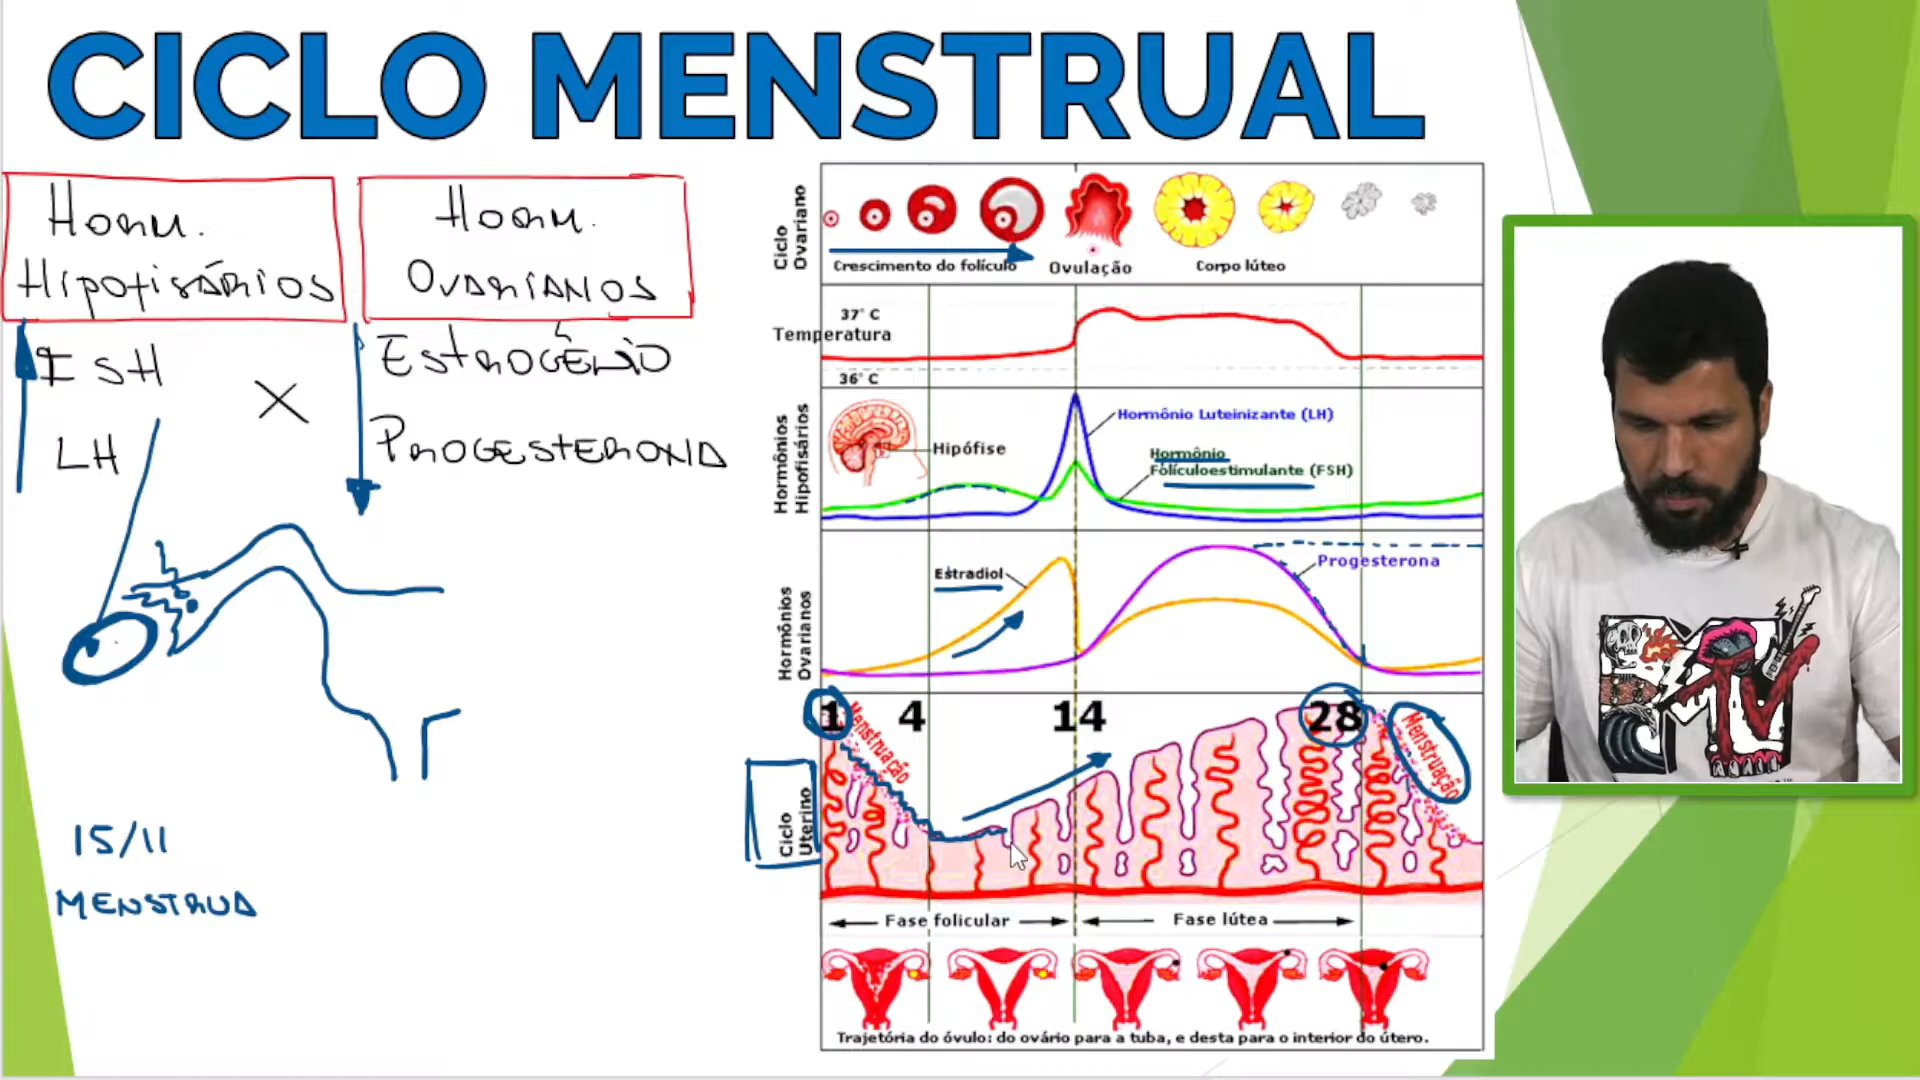 CICLO MENSTRUAL
HORM.
HIPOFISÁRIOS
HORM.
OVARIANOS
FSH
LH
X
ESTROGÊNIO
PROGESTERONA
15/11
MENSTRUA
Ciclo
Ovariano
Crescimento do folículo
Ovulação
Corpo lúteo
37° C
Temperatura
36° C
Hormônios
Hipofisários
Hipófise
Hormônio Luteinizante (LH)
Hormônio
Folículoestimulante (FSH)
Hormônios
Ovarianos
Estradiol
Progesterona
1 4 14 28
Menstruação
Menstruação
Ciclo
Uterino
Fase folicular
Fase lútea
Trajetória do óvulo: do ovário para a tuba, e desta para o interior do útero.
MTV